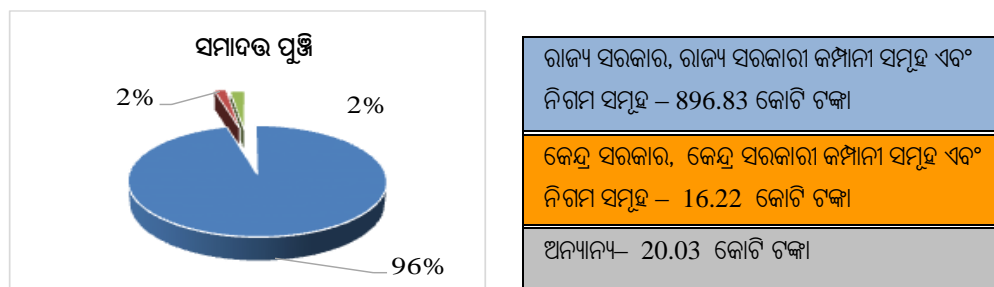 ସମାଦତ୍ତ ପୁଞ୍ଜି
2%
2%
96%
ରାଜ୍ୟ ସରକାର, ରାଜ୍ୟ ସରକାରୀ କମ୍ପାନୀ ସମୂହ ଏବଂ
ନିଗମ ସମୂହ – 896.83 କୋଟି ଟଙ୍କା
କେନ୍ଦ୍ର ସରକାର, କେନ୍ଦ୍ର ସରକାରୀ କମ୍ପାନୀ ସମୂହ ଏବଂ
ନିଗମ ସମୂହ – 16.22 କୋଟି ଟଙ୍କା
ଅନ୍ୟାନ୍ୟ– 20.03 କୋଟି ଟଙ୍କା